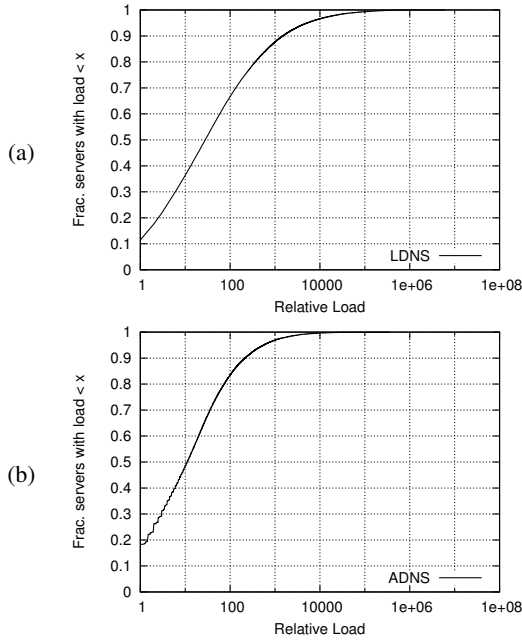 (a)
Frac. servers with load < x
1
0.9
0.8
0.7
0.6
0.5
0.4
0.3
0.2
0.1
0
LDNS
1 100 10000 1e+06 1e+08
Relative Load
(b)
Frac. servers with load < x
1
0.9
0.8
0.7
0.6
0.5
0.4
0.3
0.2
0.1
0
ADNS
1 100 10000 1e+06 1e+08
Relative Load